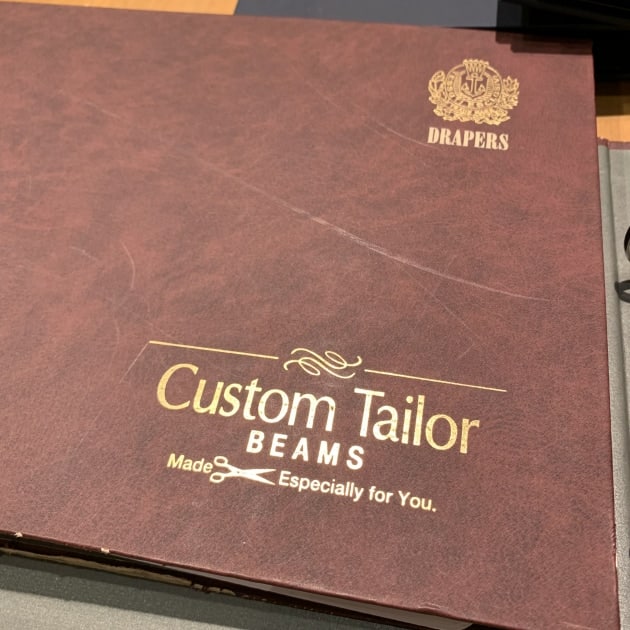 DRAPERS
Custom Tailor
BEAMS
Made Especially for You.